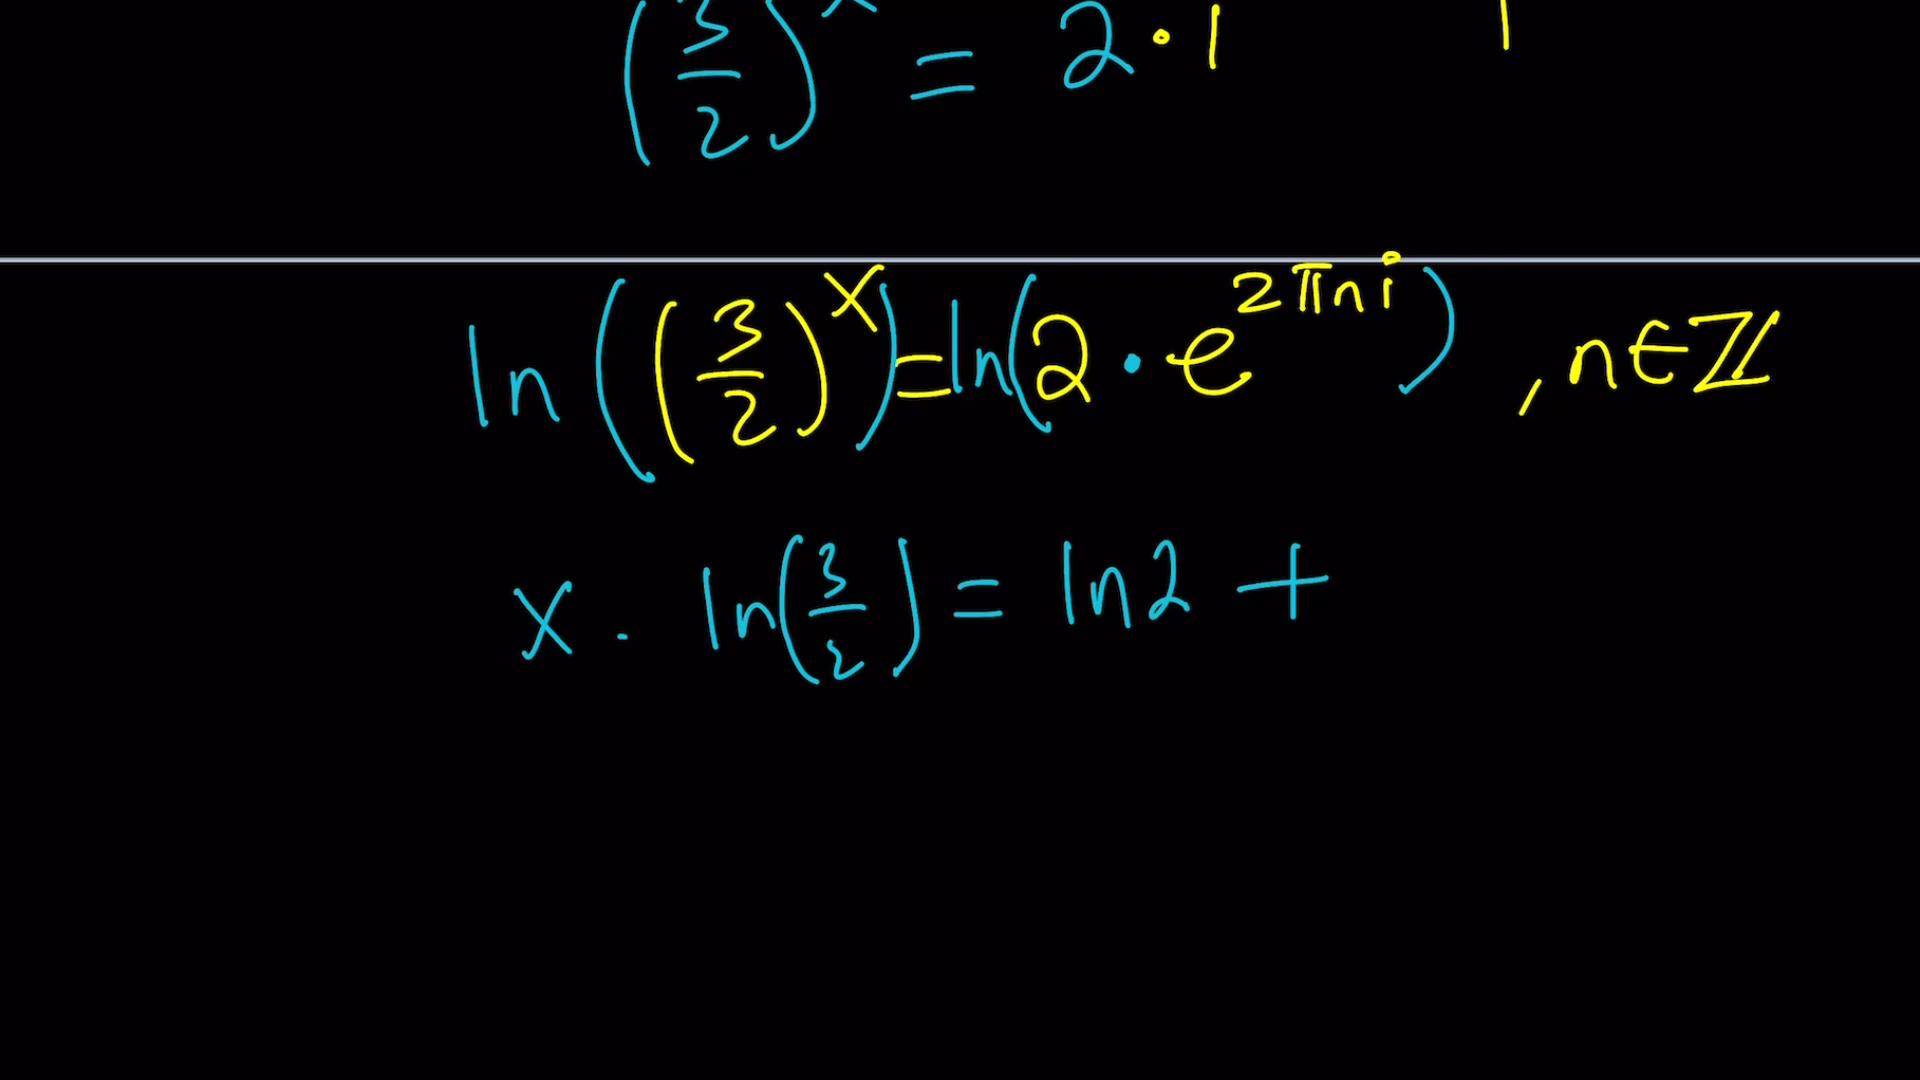 (3/2)^x = 2 · 1
ln((3/2)^x) = ln(2 · e^(2πni)) , n∈ℤ
x · ln(3/2) = ln2 +